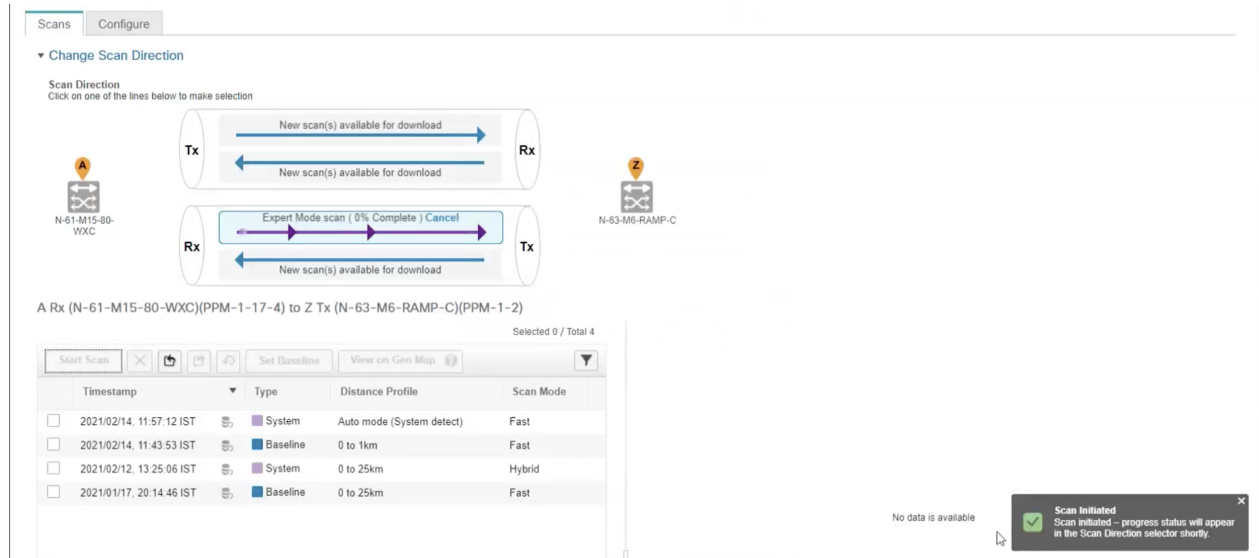 Scans Configure
Change Scan Direction
Scan Direction
Click on one of the lines below to make selection
New scan(s) available for download
Tx
Rx
New scan(s) available for download
A
N-61-M15-80-
WXC
Z
N-63-M6-RAMP-C
Expert Mode scan ( 0% Complete ) Cancel
Rx
Tx
New scan(s) available for download
A Rx (N-61-M15-80-WXC)(PPM-1-17-4) to Z Tx (N-63-M6-RAMP-C)(PPM-1-2)
Selected 0 / Total 4
Start Scan Set Baseline View on Geo Map
Timestamp Type Distance Profile Scan Mode
2021/02/14, 11:57:12 IST System Auto mode (System detect) Fast
2021/02/14, 11:43:53 IST Baseline 0 to 1km Fast
2021/02/12, 13:25:06 IST System 0 to 25km Hybrid
2021/01/17, 20:14:46 IST Baseline 0 to 25km Fast
No data is available
Scan Initiated
Scan initiated – progress status will appear
in the Scan Direction selector shortly.